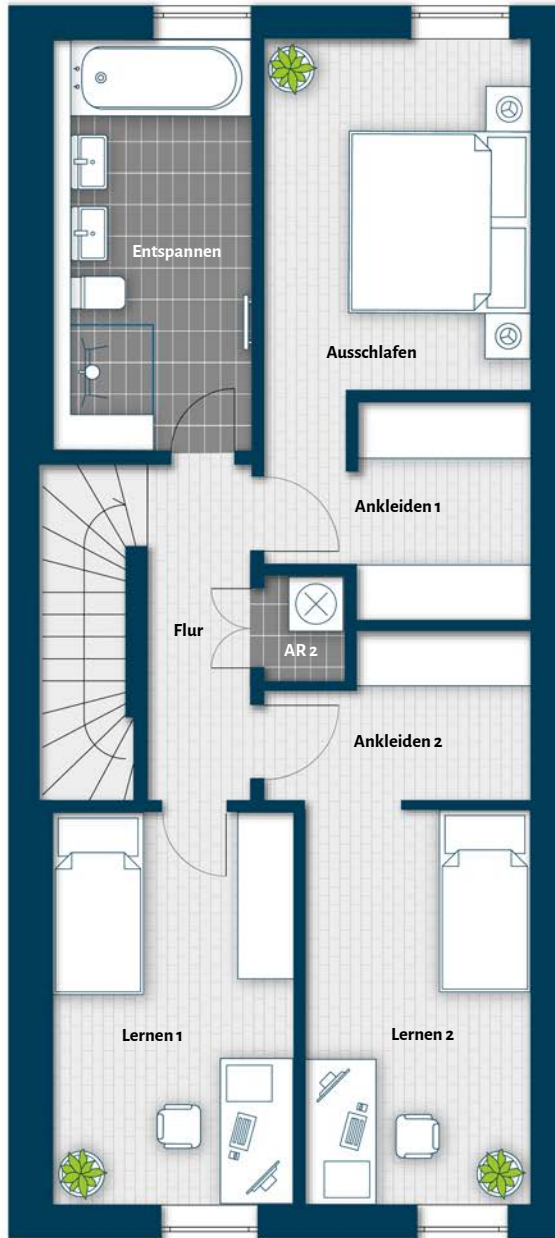 Entspannen
Ausschlafen
Ankleiden 1
Flur
AR 2
Ankleiden 2
Lernen 1
Lernen 2